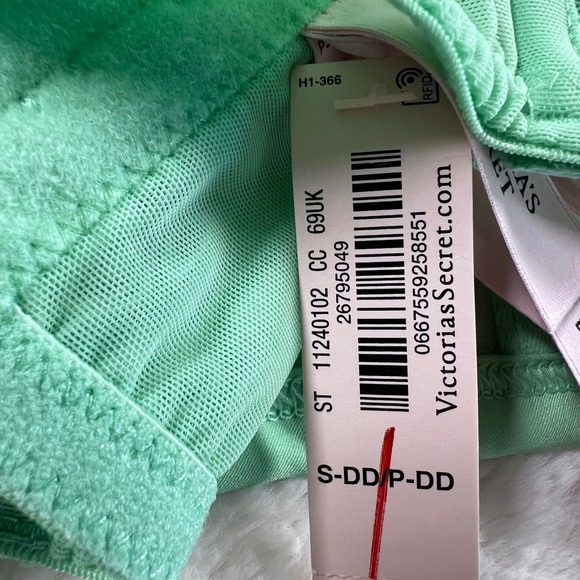 H1-366
RFID
ST 11240102 CC 69UK
26795049
0667559258551
VictoriasSecret.com
S-DD/P-DD